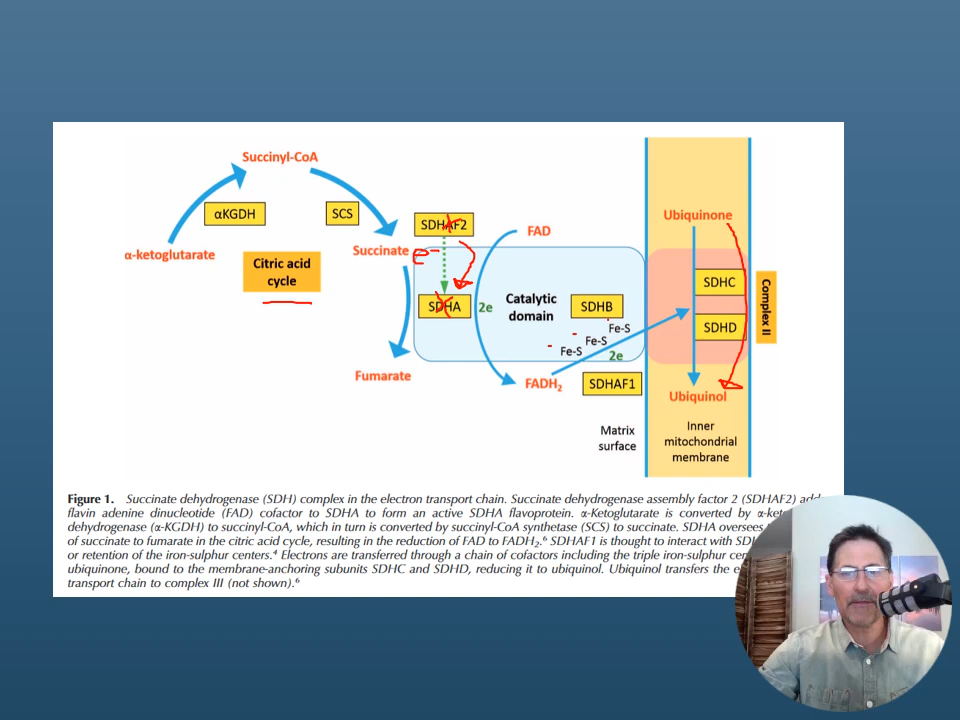 Succinyl-CoA
αKGDH
SCS
SDHAF2
FAD
Ubiquinone
α-ketoglutarate
Succinate
e-
Citric acid
cycle
SDHA
2e
Catalytic
domain
SDHB
Fe-S
Fe-S
Fe-S
2e
SDHC
SDHD
Complex II
Fumarate
FADH₂
SDHAF1
Ubiquinol
Matrix
surface
Inner
mitochondrial
membrane
Figure 1. Succinate dehydrogenase (SDH) complex in the electron transport chain. Succinate dehydrogenase assembly factor 2 (SDHAF2)
flavin adenine dinucleotide (FAD) cofactor to SDHA to form an active SDHA flavoprotein. α-Ketoglutarate is converted by
dehydrogenase (α-KGDH) to succinyl-CoA, which in turn is converted by succinyl-CoA synthetase (SCS) to succinate. SDHA oversees
of succinate to fumarate in the citric acid cycle, resulting in the reduction of FAD to FADH₂.⁶ SDHAF1 is thought to interact with
or retention of the iron-sulphur centers.⁴ Electrons are transferred through a chain of cofactors including the triple iron-sulphur
ubiquinone, bound to the membrane-anchoring subunits SDHC and SDHD, reducing it to ubiquinol. Ubiquinol transfers the
transport chain to complex III (not shown).⁶